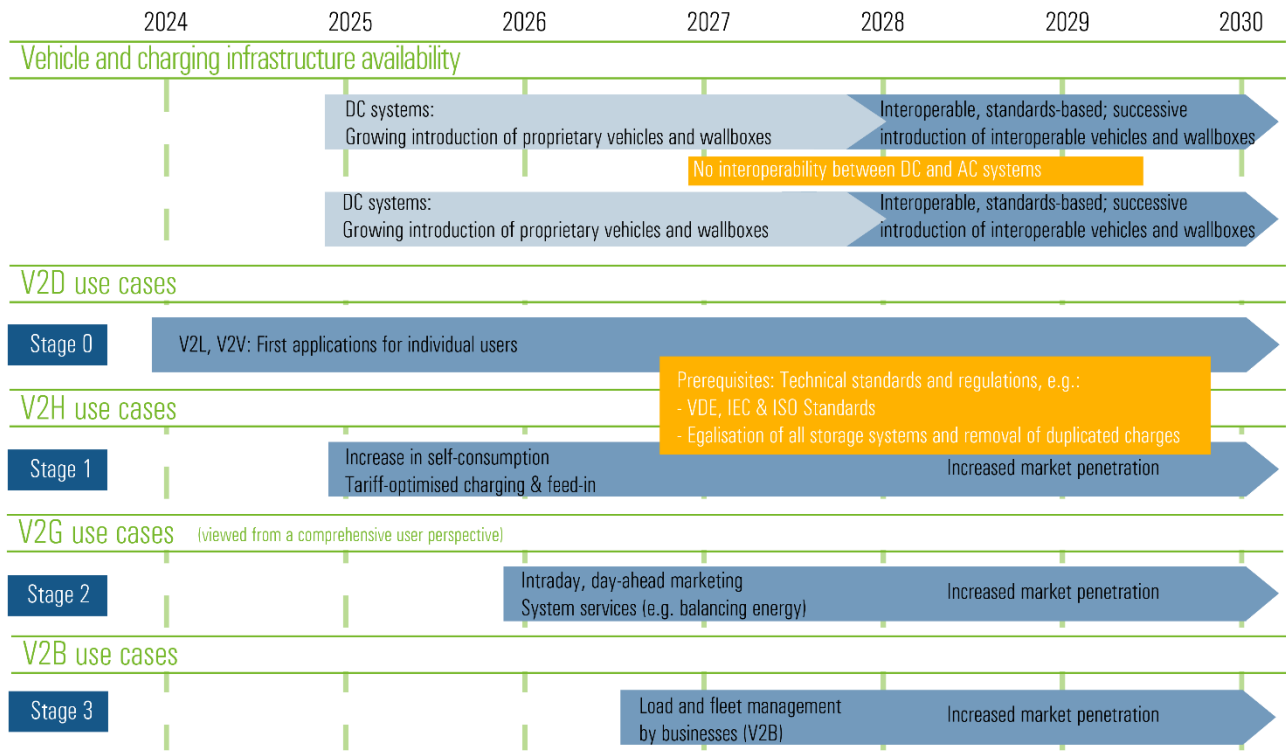 2024 2025 2026 2027 2028 2029 2030
Vehicle and charging infrastructure availability
DC systems:
Growing introduction of proprietary vehicles and wallboxes
Interoperable, standards-based; successive
introduction of interoperable vehicles and wallboxes
No interoperability between DC and AC systems
DC systems:
Growing introduction of proprietary vehicles and wallboxes
Interoperable, standards-based; successive
introduction of interoperable vehicles and wallboxes
V2D use cases
Stage 0
V2L, V2V: First applications for individual users
Prerequisites: Technical standards and regulations, e.g.:
- VDE, IEC & ISO Standards
- Egalisation of all storage systems and removal of duplicated charges
V2H use cases
Stage 1
Increase in self-consumption
Tariff-optimised charging & feed-in
Increased market penetration
V2G use cases (viewed from a comprehensive user perspective)
Stage 2
Intraday, day-ahead marketing
System services (e.g. balancing energy)
Increased market penetration
V2B use cases
Stage 3
Load and fleet management
by businesses (V2B)
Increased market penetration